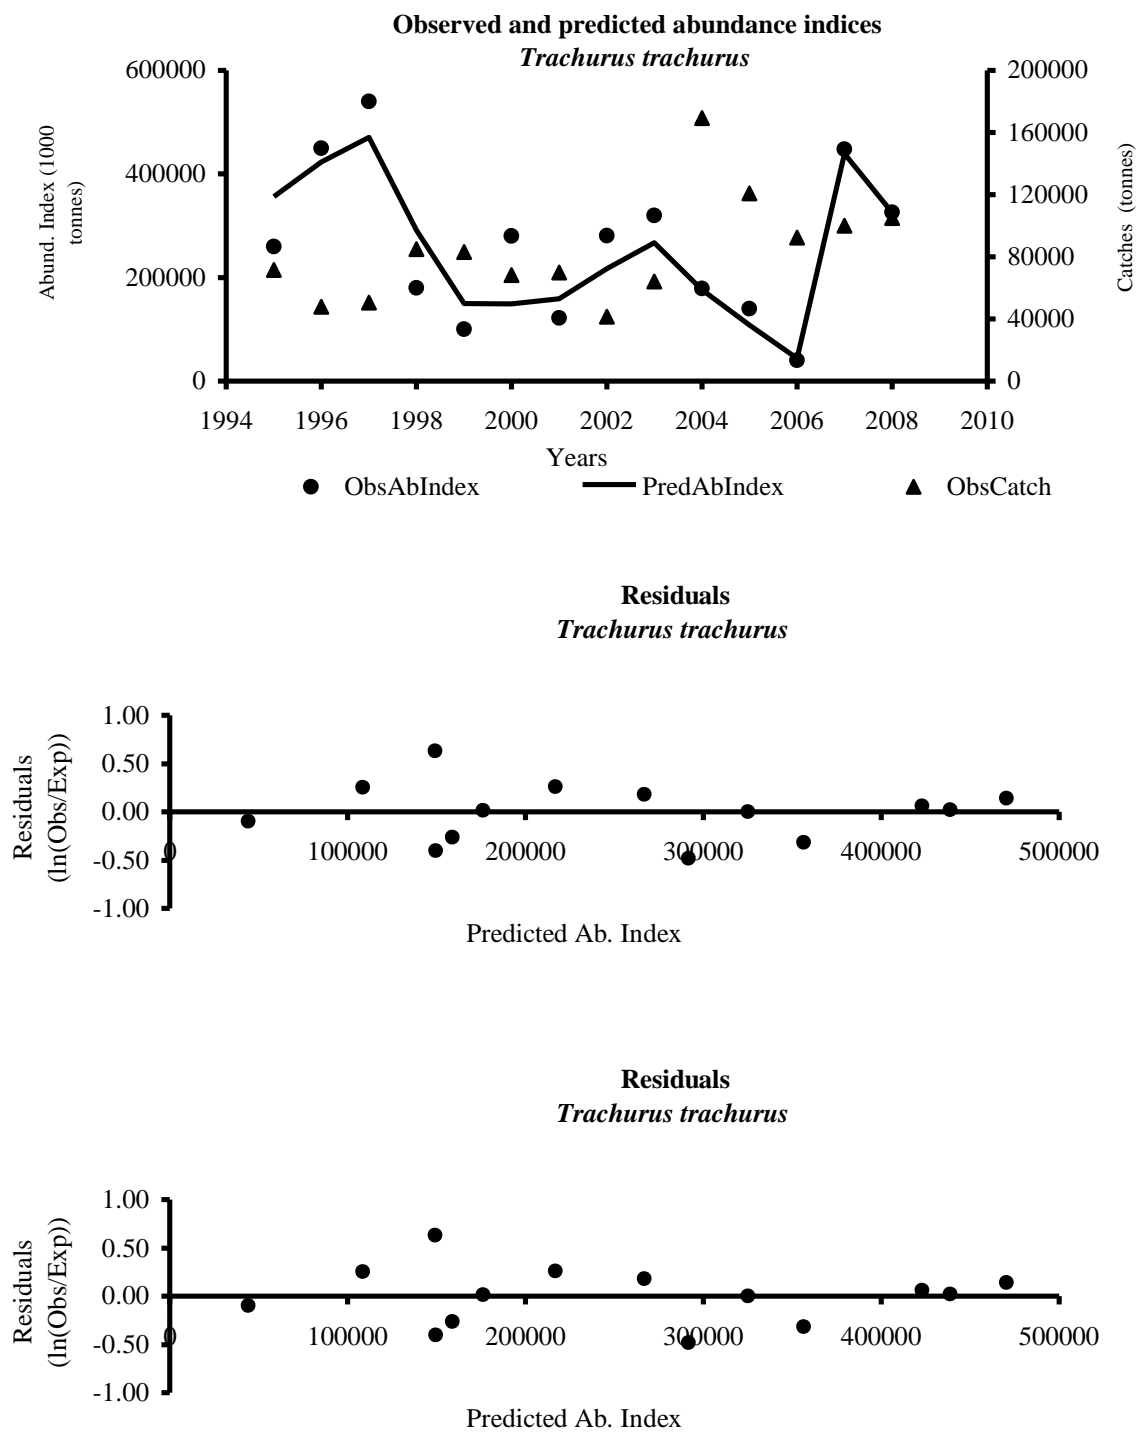 Observed and predicted abundance indices
Trachurus trachurus
Abund. Index (1000
tonnes)
600000
400000
200000
0
200000
160000
120000
80000
40000
0
Catches (tonnes)
1994 1996 1998 2000 2002 2004 2006 2008 2010
Years
ObsAbIndex PredAbIndex ObsCatch
Residuals
Trachurus trachurus
Residuals
(ln(Obs/Exp))
1.00
0.50
0.00
-0.50
-1.00
0 100000 200000 300000 400000 500000
Predicted Ab. Index
Residuals
Trachurus trachurus
Residuals
(ln(Obs/Exp))
1.00
0.50
0.00
-0.50
-1.00
0 100000 200000 300000 400000 500000
Predicted Ab. Index